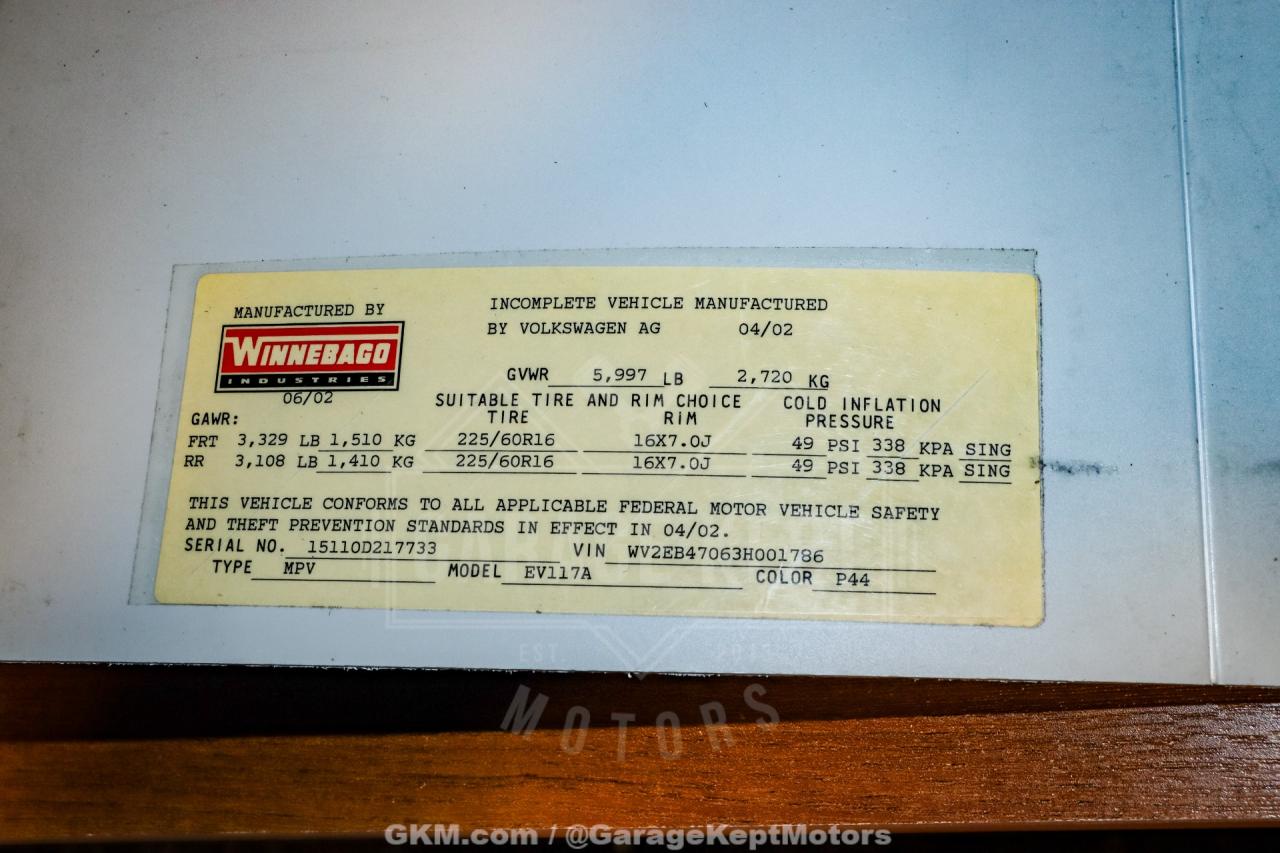 MANUFACTURED BY
WINNEBAGO
INDUSTRIES
06/02
INCOMPLETE VEHICLE MANUFACTURED
BY VOLKSWAGEN AG 04/02
GVWR 5,997 LB 2,720 KG
SUITABLE TIRE AND RIM CHOICE COLD INFLATION
GAWR: TIRE RIM PRESSURE
FRT 3,329 LB 1,510 KG 225/60R16 16X7.0J 49 PSI 338 KPA SING
RR 3,108 LB 1,410 KG 225/60R16 16X7.0J 49 PSI 338 KPA SING
THIS VEHICLE CONFORMS TO ALL APPLICABLE FEDERAL MOTOR VEHICLE SAFETY
AND THEFT PREVENTION STANDARDS IN EFFECT IN 04/02.
SERIAL NO. 15110D217733 VIN WV2EB47063H001786
TYPE MPV MODEL EV117A COLOR P44
EST
MOTORS
GKM.com / @GarageKeptMotors